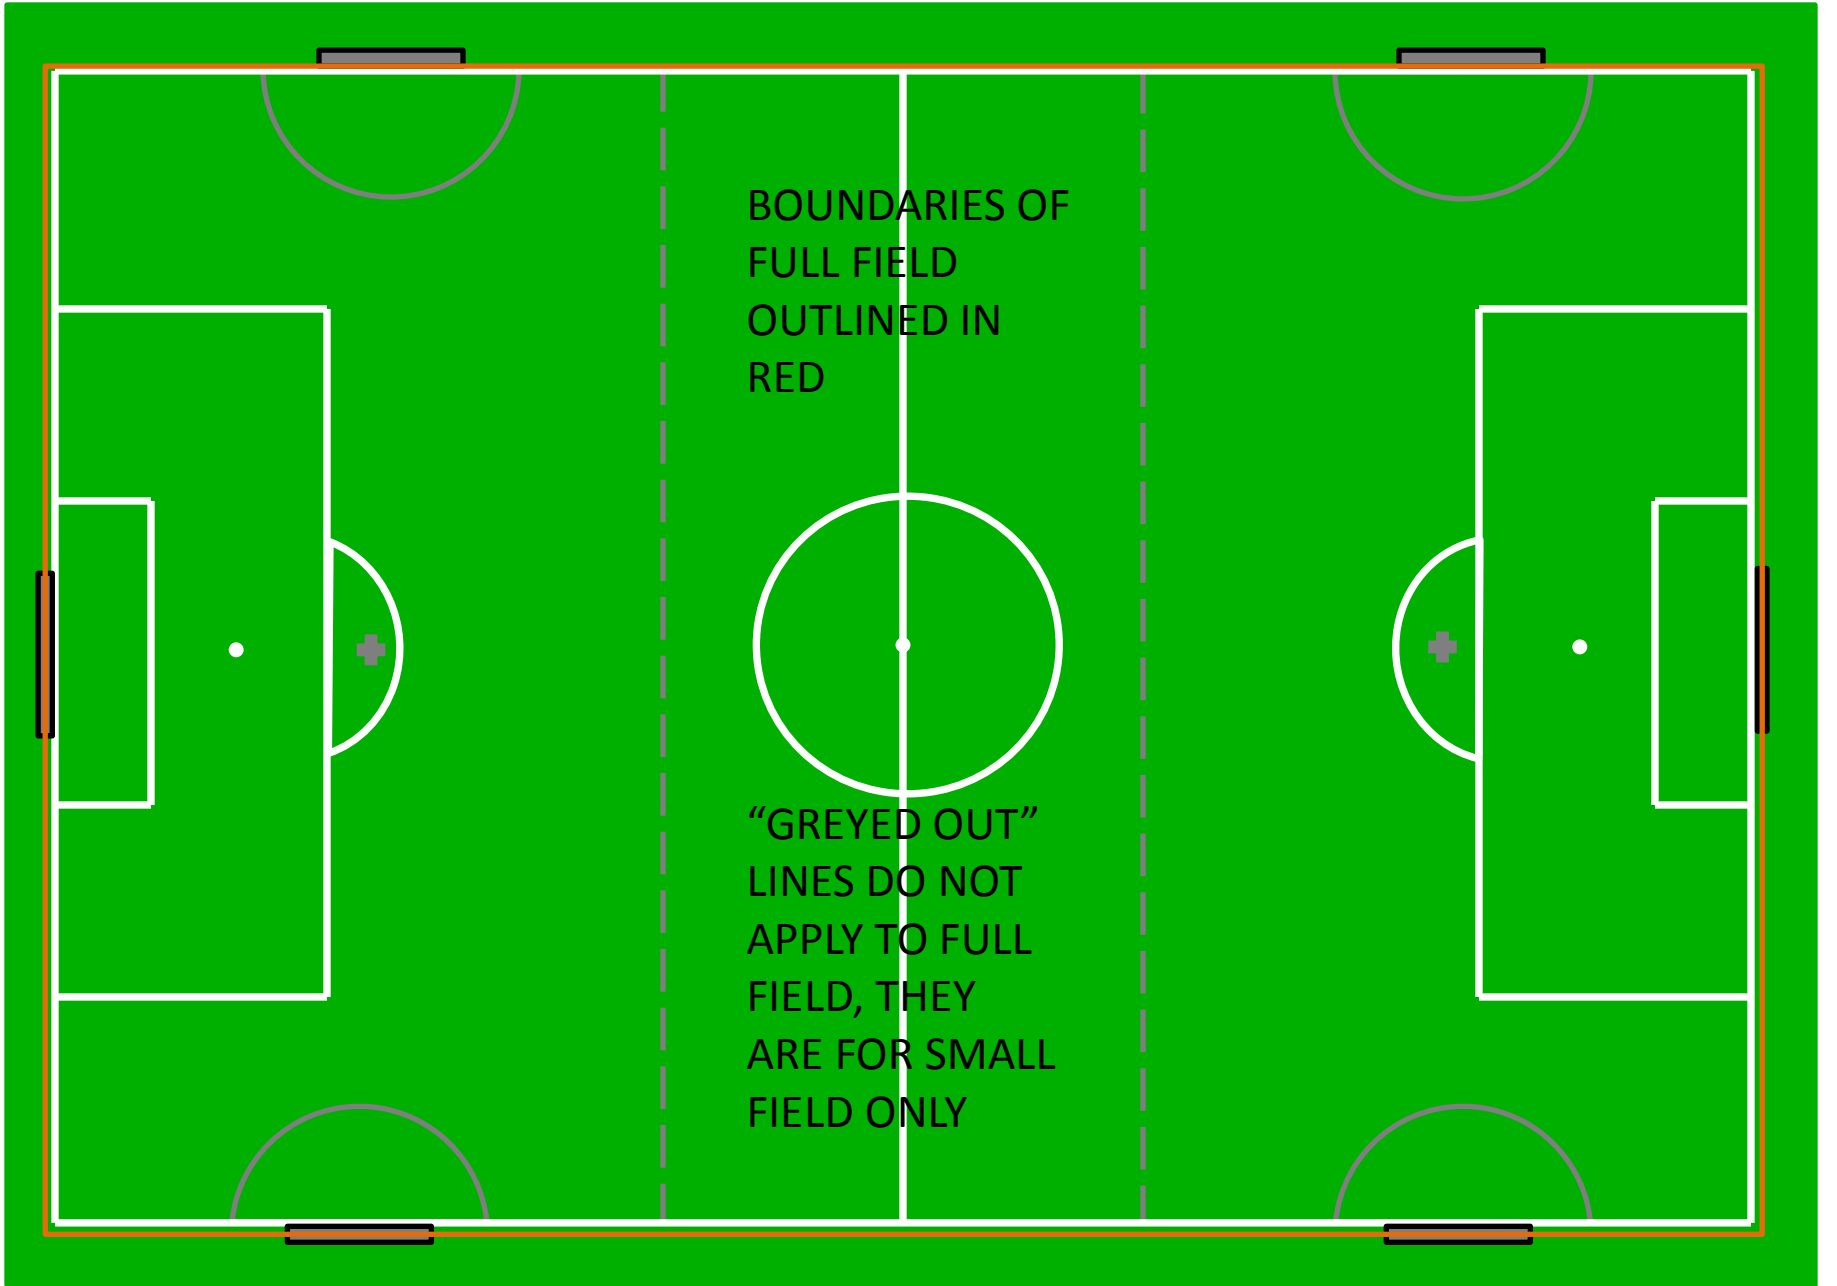 BOUNDARIES OF
FULL FIELD
OUTLINED IN
RED
“GREYED OUT”
LINES DO NOT
APPLY TO FULL
FIELD, THEY
ARE FOR SMALL
FIELD ONLY